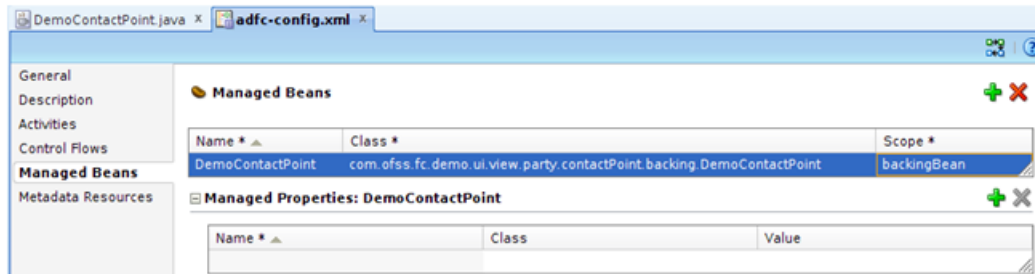 DemoContactPoint.java x adfc-config.xml x
General
Description
Activities
Control Flows
Managed Beans
Metadata Resources
Managed Beans
Name * Class * Scope *
DemoContactPoint com.ofss.fc.demo.ui.view.party.contactPoint.backing.DemoContactPoint backingBean
Managed Properties: DemoContactPoint
Name * Class Value